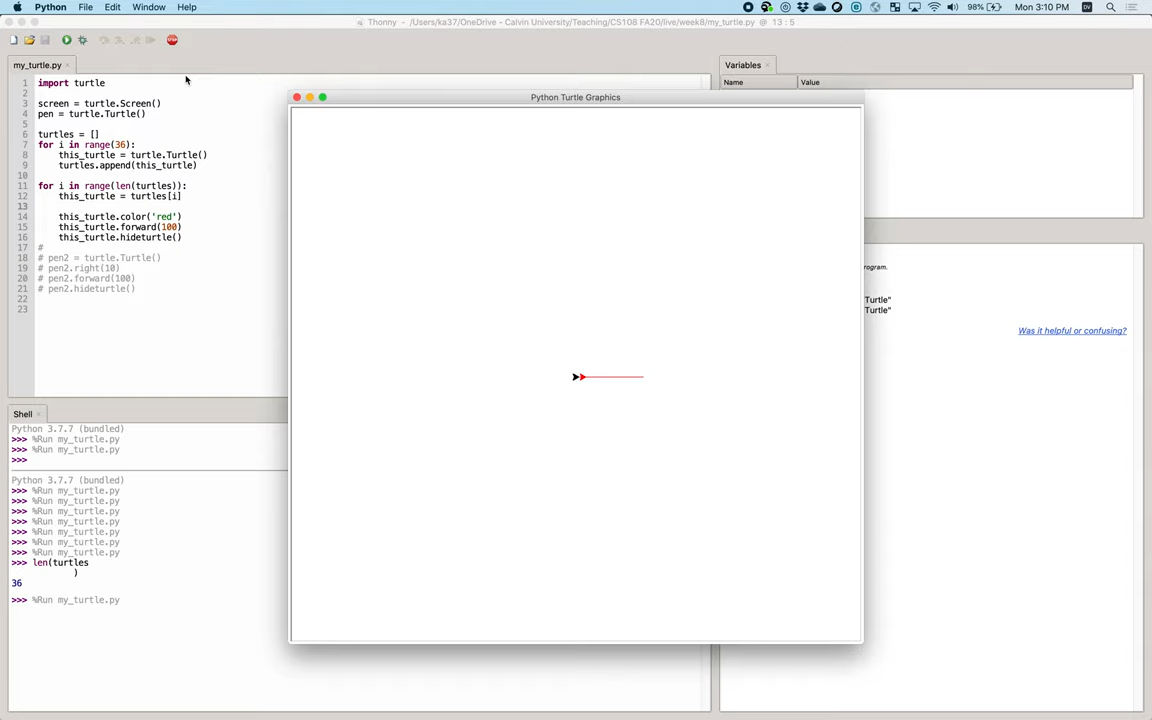 Python File Edit Window Help 98% Mon 3:10 PM DV
Thonny - /Users/ka37/OneDrive - Calvin University/Teaching/CS108 FA20/live/week8/my_turtle.py @ 13 : 5
STOP
my_turtle.py ×
1 import turtle
2
3 screen = turtle.Screen()
4 pen = turtle.Turtle()
5
6 turtles = []
7 for i in range(36):
8 this_turtle = turtle.Turtle()
9 turtles.append(this_turtle)
10
11 for i in range(len(turtles)):
12 this_turtle = turtles[i]
13
14 this_turtle.color('red')
15 this_turtle.forward(100)
16 this_turtle.hideturtle()
17 #
18 # pen2 = turtle.Turtle()
19 # pen2.right(10)
20 # pen2.forward(100)
21 # pen2.hideturtle()
22
23
Python Turtle Graphics
Variables ×
Name Value
rogram.
Turtle"
Turtle"
Was it helpful or confusing?
Shell ×
Python 3.7.7 (bundled)
>>> %Run my_turtle.py
>>> %Run my_turtle.py
>>>
Python 3.7.7 (bundled)
>>> %Run my_turtle.py
>>> %Run my_turtle.py
>>> %Run my_turtle.py
>>> %Run my_turtle.py
>>> %Run my_turtle.py
>>> %Run my_turtle.py
>>> %Run my_turtle.py
>>> len(turtles
)
36
>>> %Run my_turtle.py